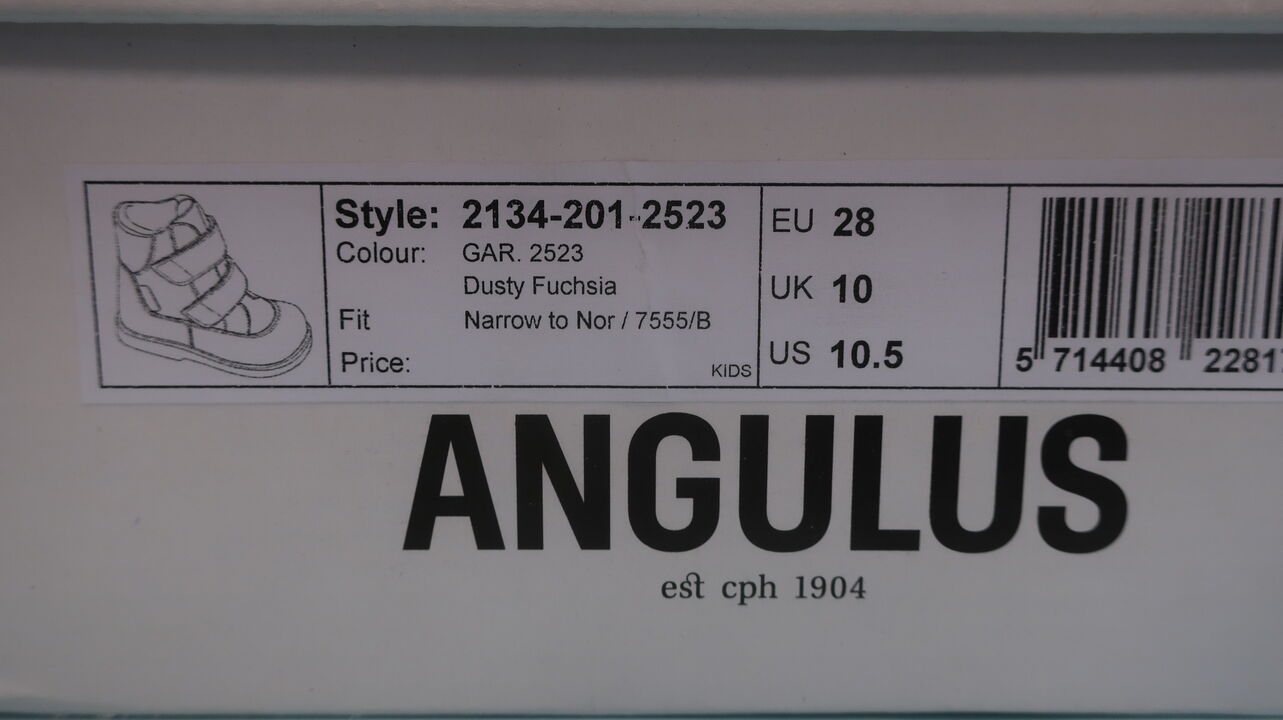 Style: 2134-201-2523
Colour: GAR. 2523
Dusty Fuchsia
Fit Narrow to Nor / 7555/B
Price:
KIDS
EU 28
UK 10
US 10.5
5 714408 2281
ANGULUS
est cph 1904